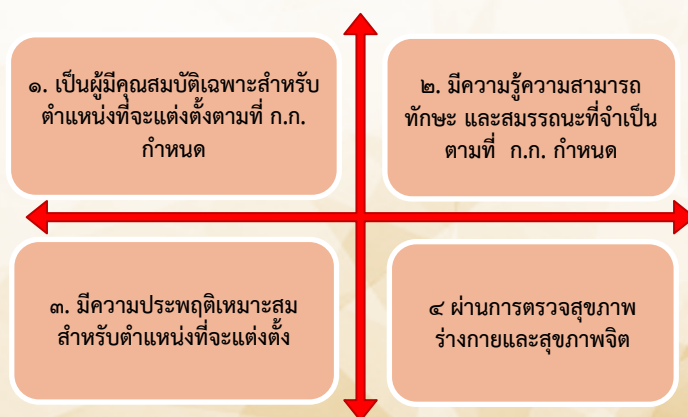 ๑. เป็นผู้มีคุณสมบัติเฉพาะสำหรับ
ตำแหน่งที่จะแต่งตั้งตามที่ ก.ก.
กำหนด
๒. มีความรู้ความสามารถ
ทักษะ และสมรรถนะที่จำเป็น
ตามที่ ก.ก. กำหนด
๓. มีความประพฤติเหมาะสม
สำหรับตำแหน่งที่จะแต่งตั้ง
๔ ผ่านการตรวจสุขภาพ
ร่างกายและสุขภาพจิต